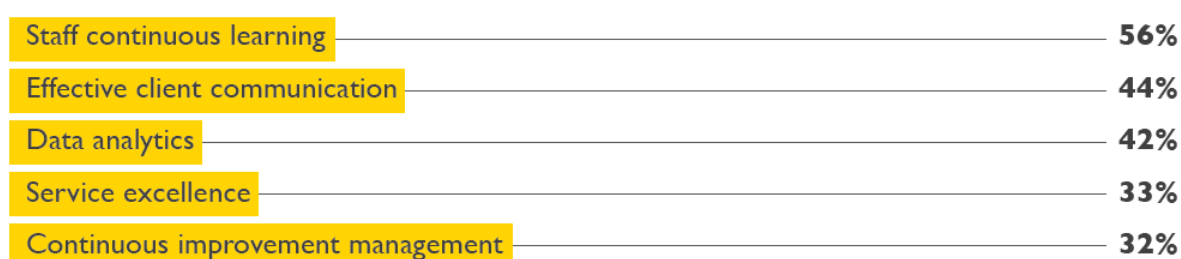 Staff continuous learning 56%
Effective client communication 44%
Data analytics 42%
Service excellence 33%
Continuous improvement management 32%